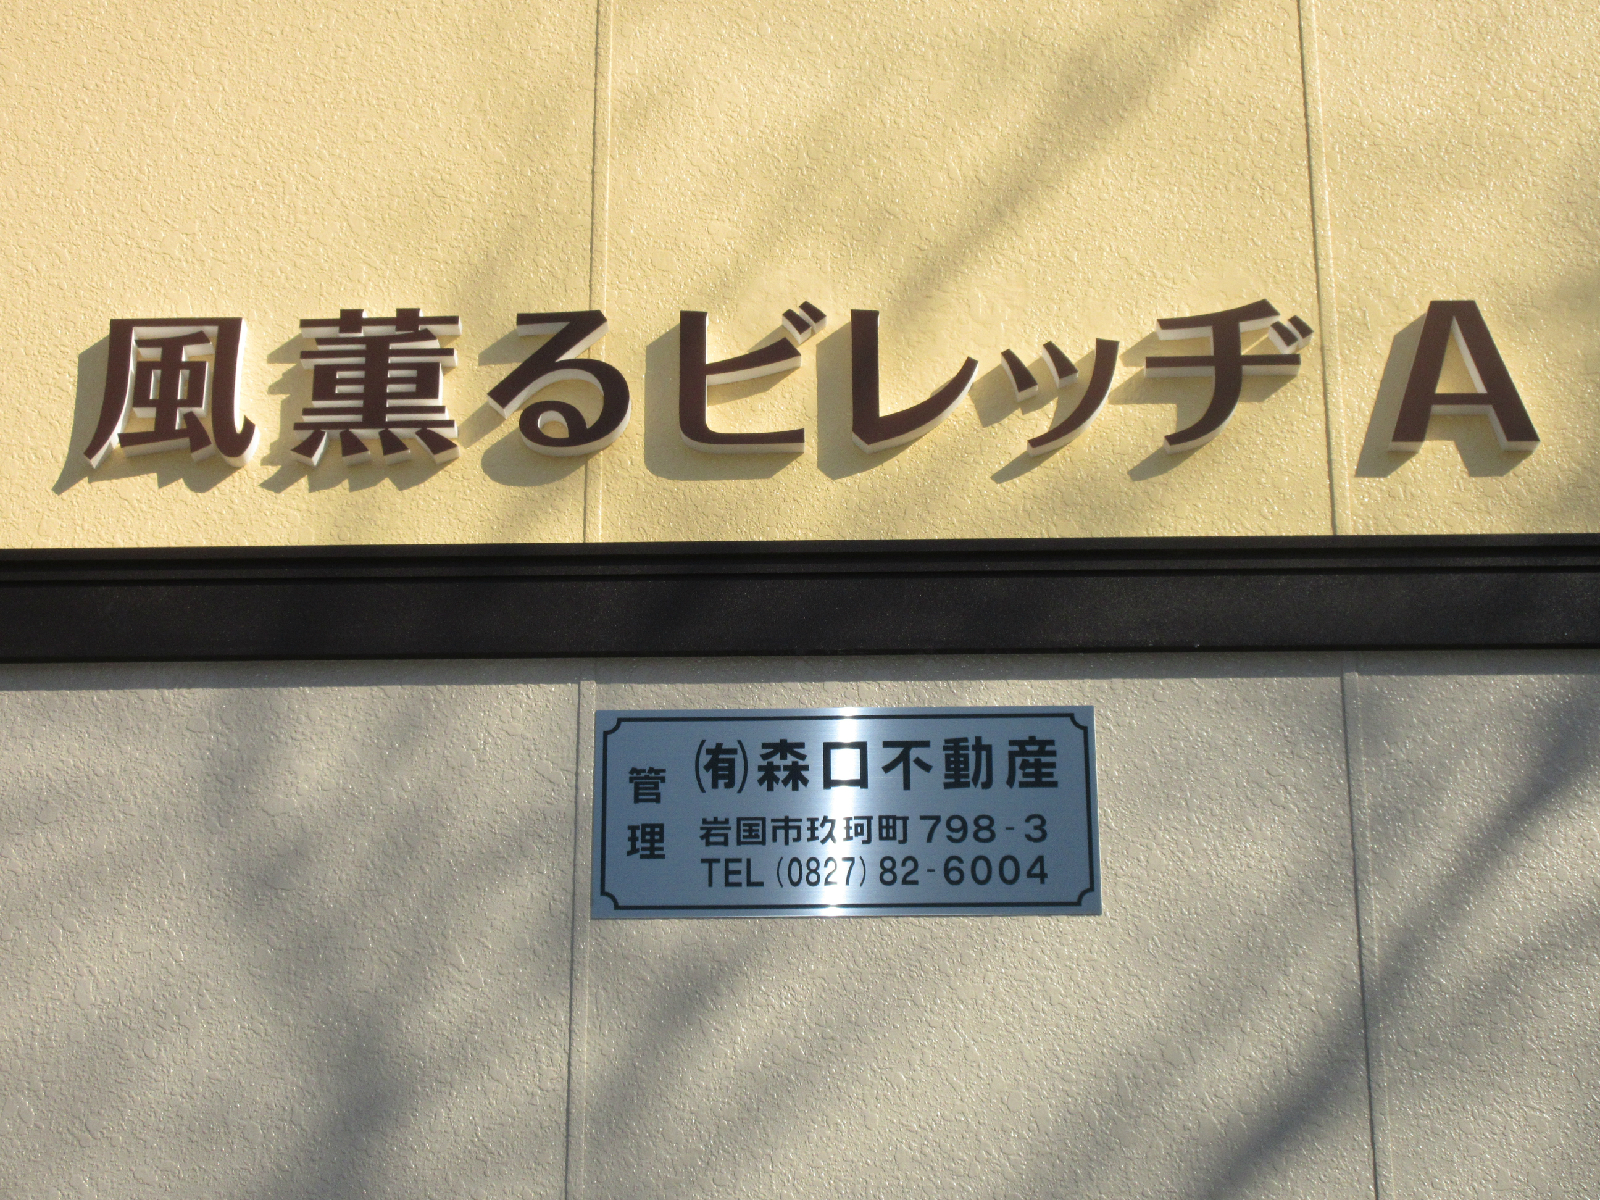 風薫るビレッヂ A
管理
㈲森口不動産
岩国市玖珂町 798-3
TEL (0827) 82-6004